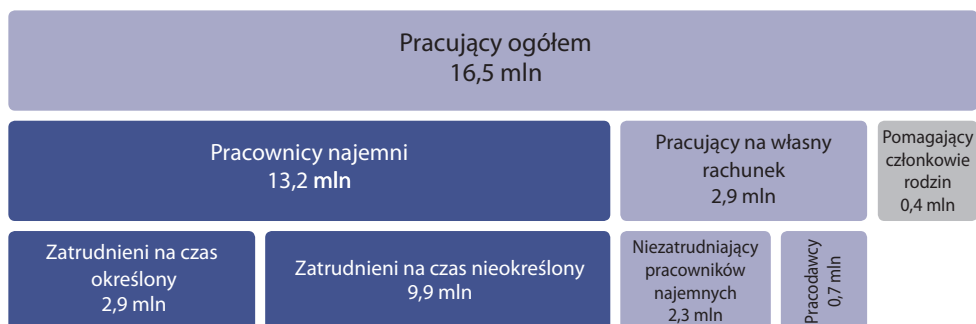 Pracujący ogółem
16,5 mln
Pracownicy najemni
13,2 mln
Pracujący na własny
rachunek
2,9 mln
Pomagający
członkowie
rodzin
0,4 mln
Zatrudnieni na czas
określony
2,9 mln
Zatrudnieni na czas nieokreślony
9,9 mln
Niezatrudniający
pracowników
najemnych
2,3 mln
Pracodawcy
0,7 mln